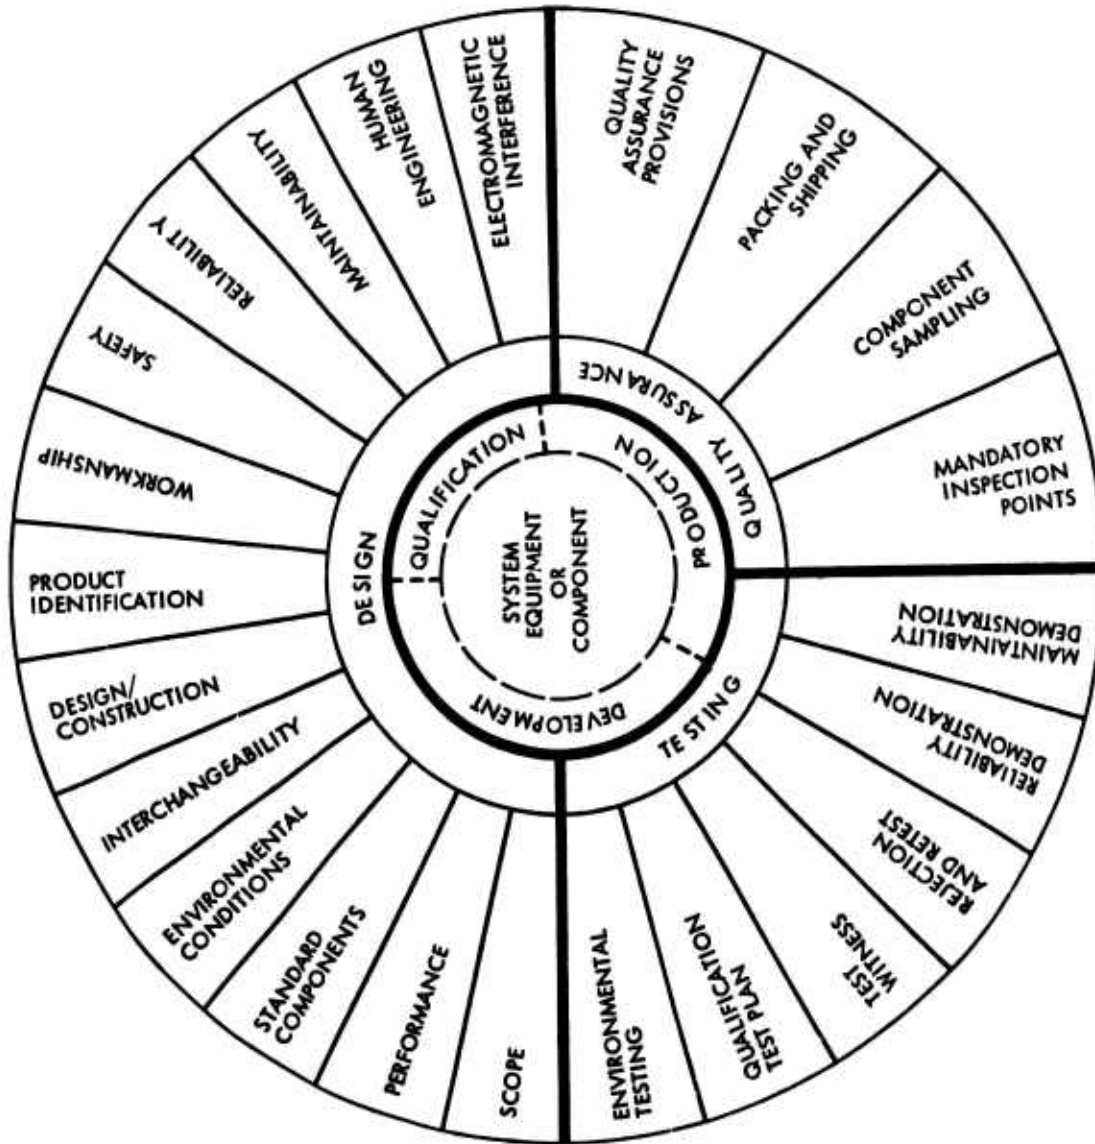 SYSTEM
EQUIPMENT
OR
COMPONENT
QUALIFICATION
PRODUCTION
DEVELOPMENT
DESIGN
QUALITY ASSURANCE
TESTING
QUALITY
ASSURANCE
PROVISIONS
PACKING AND
SHIPPING
COMPONENT
SAMPLING
MANDATORY
INSPECTION
POINTS
MAINTAINABILITY
DEMONSTRATION
RELIABILITY
DEMONSTRATION
REJECTION
AND RETEST
TEST
WITNESS
QUALIFICATION
TEST PLAN
ENVIRONMENTAL
TESTING
SCOPE
PERFORMANCE
STANDARD
COMPONENTS
ENVIRONMENTAL
CONDITIONS
INTERCHANGEABILITY
DESIGN/
CONSTRUCTION
PRODUCT
IDENTIFICATION
WORKMANSHIP
SAFETY
RELIABILITY
MAINTAINABILITY
HUMAN
ENGINEERING
ELECTROMAGNETIC
INTERFERENCE